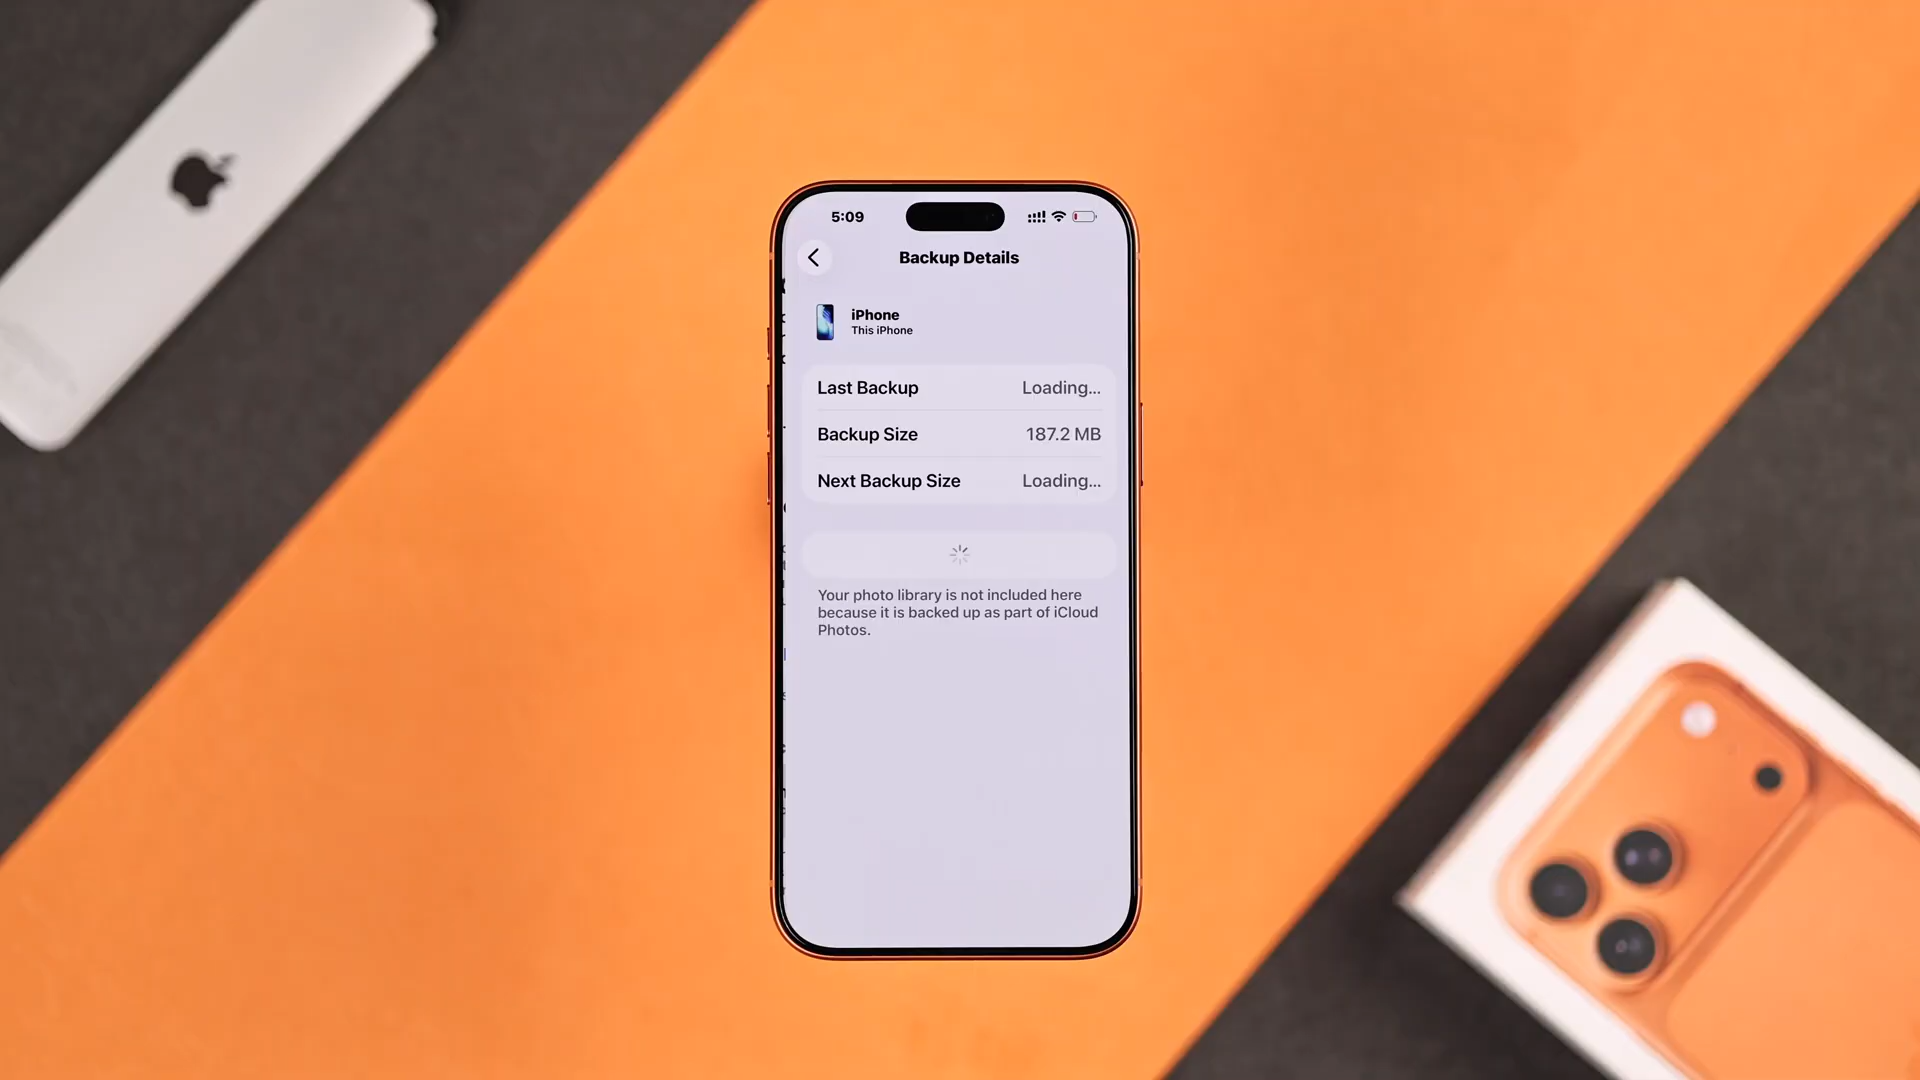 5:09
Backup Details
iPhone
This iPhone
Last Backup Loading...
Backup Size 187.2 MB
Next Backup Size Loading...
Your photo library is not included here
because it is backed up as part of iCloud
Photos.